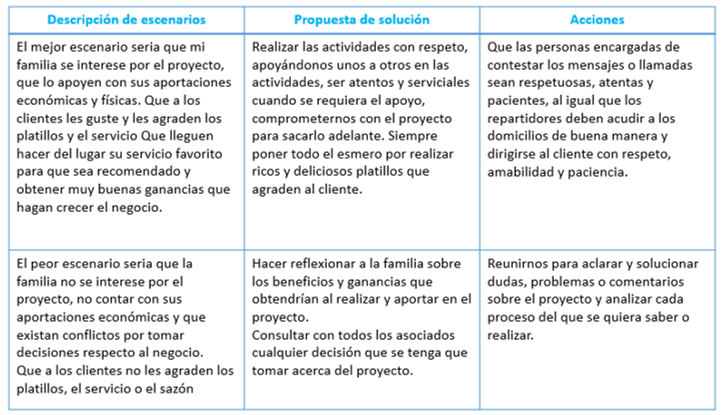 Descripción de escenarios
Propuesta de solución
Acciones
El mejor escenario seria que mi
familia se interese por el proyecto,
que lo apoyen con sus aportaciones
económicas y físicas. Que a los
clientes les guste y les agraden los
platillos y el servicio Que lleguen
hacer del lugar su servicio favorito
para que sea recomendado y
obtener muy buenas ganancias que
hagan crecer el negocio.
Realizar las actividades con respeto,
apoyándonos unos a otros en las
actividades, ser atentos y serviciales
cuando se requiera el apoyo,
comprometernos con el proyecto
para sacarlo adelante. Siempre
poner todo el esmero por realizar
ricos y deliciosos platillos que
agraden al cliente.
Que las personas encargadas de
contestar los mensajes o llamadas
sean respetuosas, atentas y
pacientes, al igual que los
repartidores deben acudir a los
domicilios de buena manera y
dirigirse al cliente con respeto,
amabilidad y paciencia.
El peor escenario seria que la
familia no se interese por el
proyecto, no contar con sus
aportaciones económicas y que
existan conflictos por tomar
decisiones respecto al negocio.
Que a los clientes no les agraden los
platillos, el servicio o el sazón
Hacer reflexionar a la familia sobre
los beneficios y ganancias que
obtendrían al realizar y aportar en el
proyecto.
Consultar con todos los asociados
cualquier decisión que se tenga que
tomar acerca del proyecto.
Reunirnos para aclarar y solucionar
dudas, problemas o comentarios
sobre el proyecto y analizar cada
proceso del que se quiera saber o
realizar.